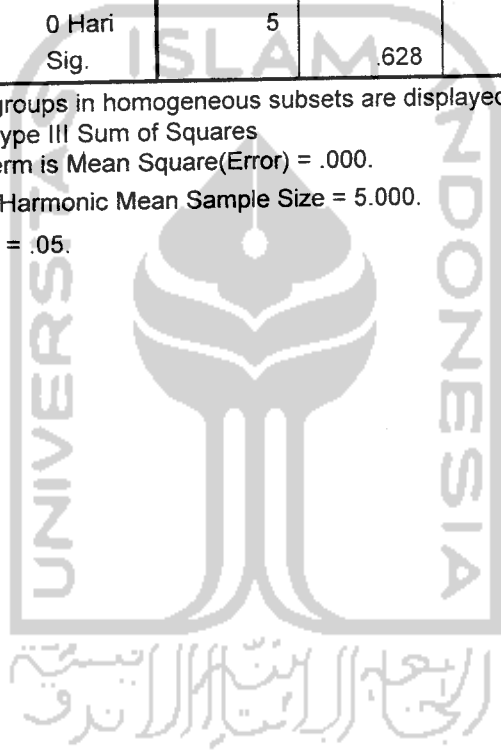 0 Hari 5
Sig. .628
groups in homogeneous subsets are displayed
ype III Sum of Squares
erm is Mean Square(Error) = .000.
Harmonic Mean Sample Size = 5.000.
= .05.
UNIVERSITAS
ISLAM
INDONESIA